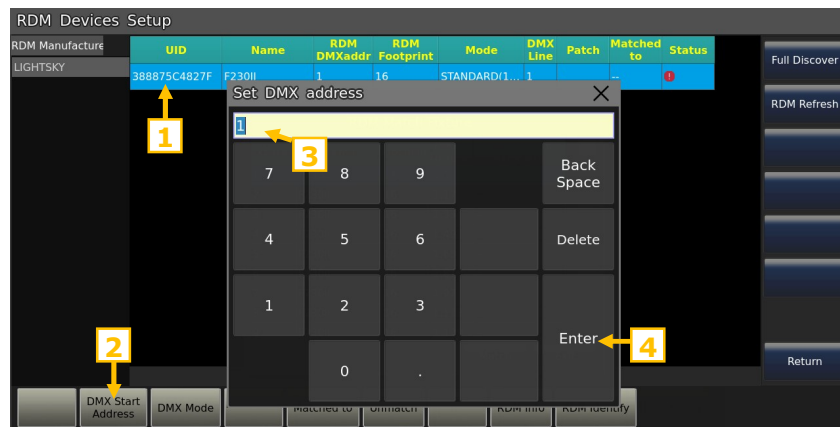 RDM Devices Setup
RDM Manufacture
LIGHTSKY
UID Name RDM DMXaddr RDM Footprint Mode DMX Line Patch Matched to Status
388875C4827F F230II 1 16 STANDARD(1... 1 --
Set DMX address
1
7 8 9 Back Space
4 5 6 Delete
1 2 3
Enter
0 .
1
2
3
4
Full Discover
RDM Refresh
Return
DMX Start Address
DMX Mode
Matched to
Unmatch
RDM Info
RDM Identify